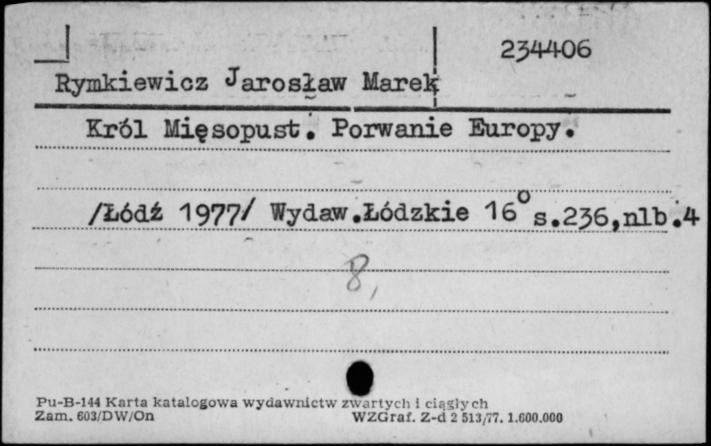 234406
Rymkiewicz Jarosław Marek
Król Mięsopust. Porwanie Europy.
/Łódź 1977/ Wydaw.Łódzkie 16° s.236,nlb.4
8,
Pu-B-144 Karta katalogowa wydawnictw zwartych i ciągłych
Zam. 603/DW/On WZGraf. Z-d 2 513/77. 1.600.000